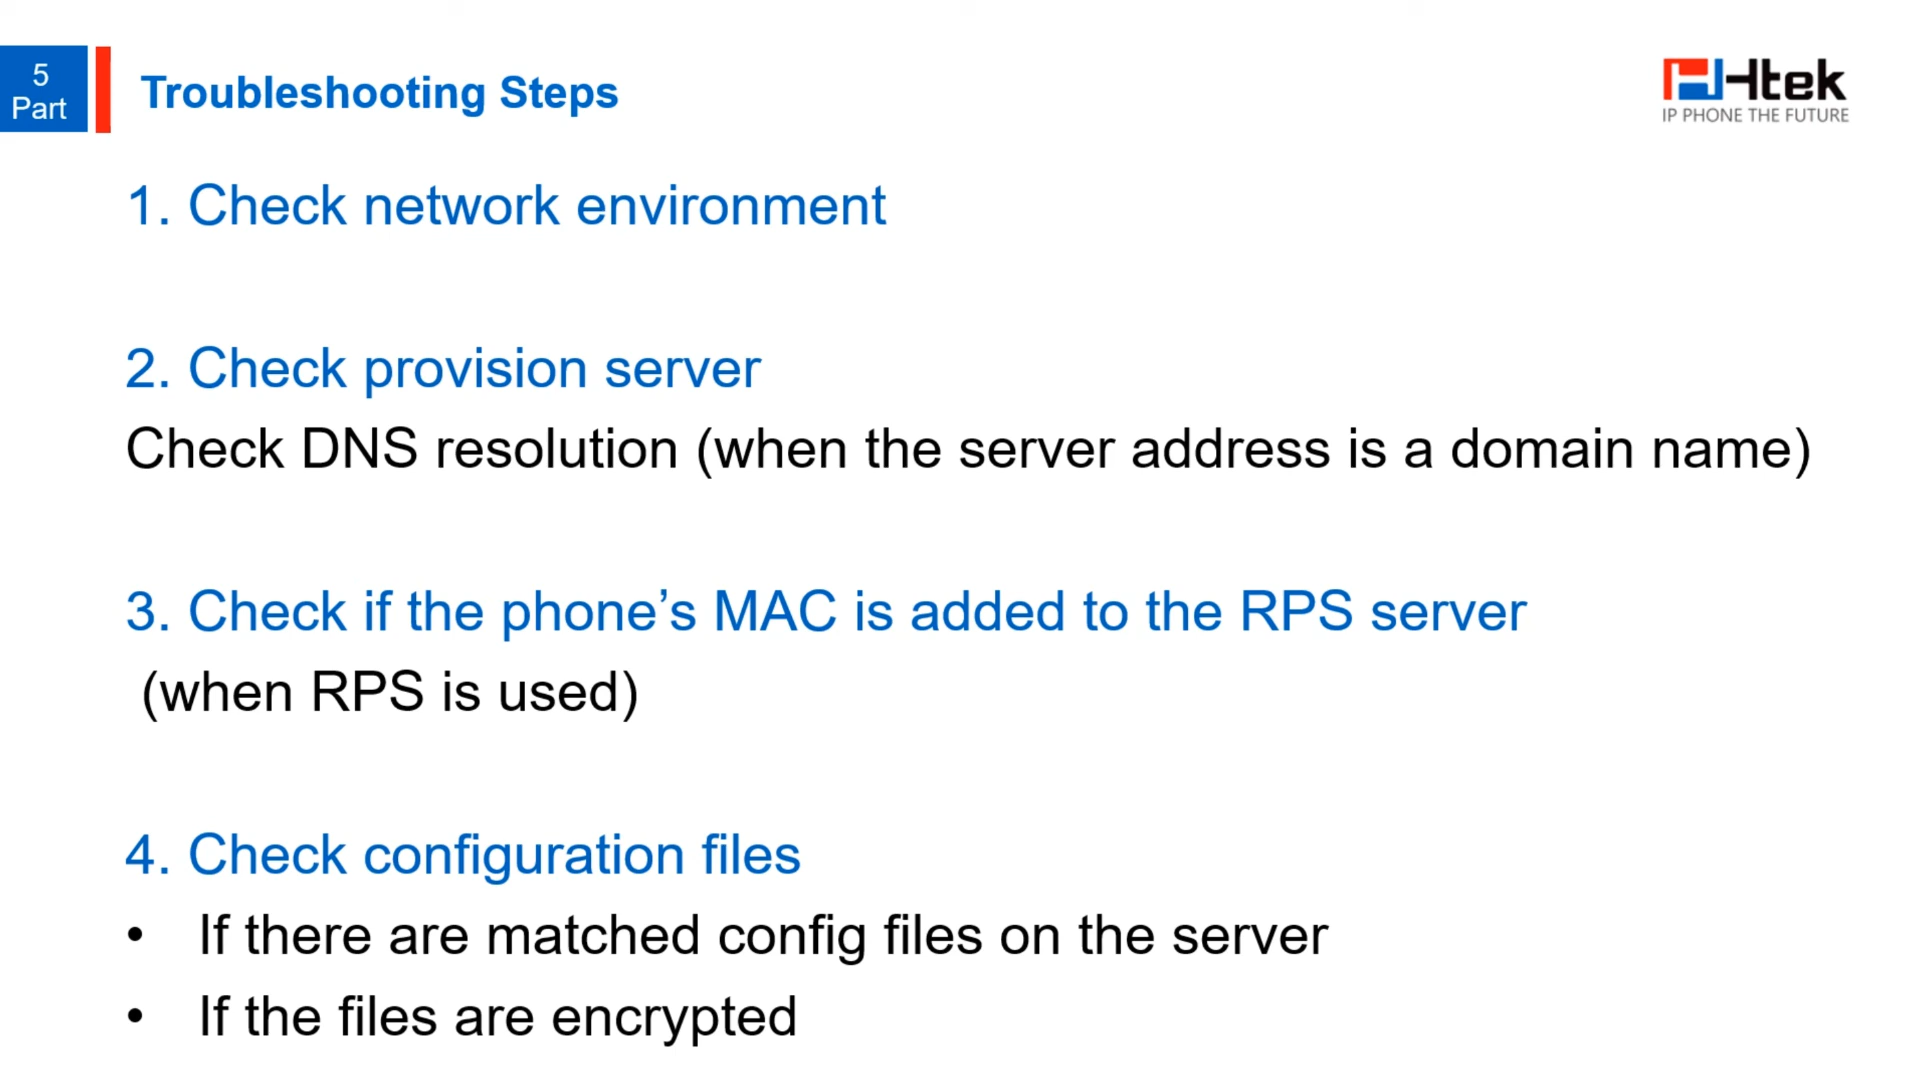 5
Part
Troubleshooting Steps
Htek
IP PHONE THE FUTURE
1. Check network environment
2. Check provision server
Check DNS resolution (when the server address is a domain name)
3. Check if the phone’s MAC is added to the RPS server
(when RPS is used)
4. Check configuration files
• If there are matched config files on the server
• If the files are encrypted